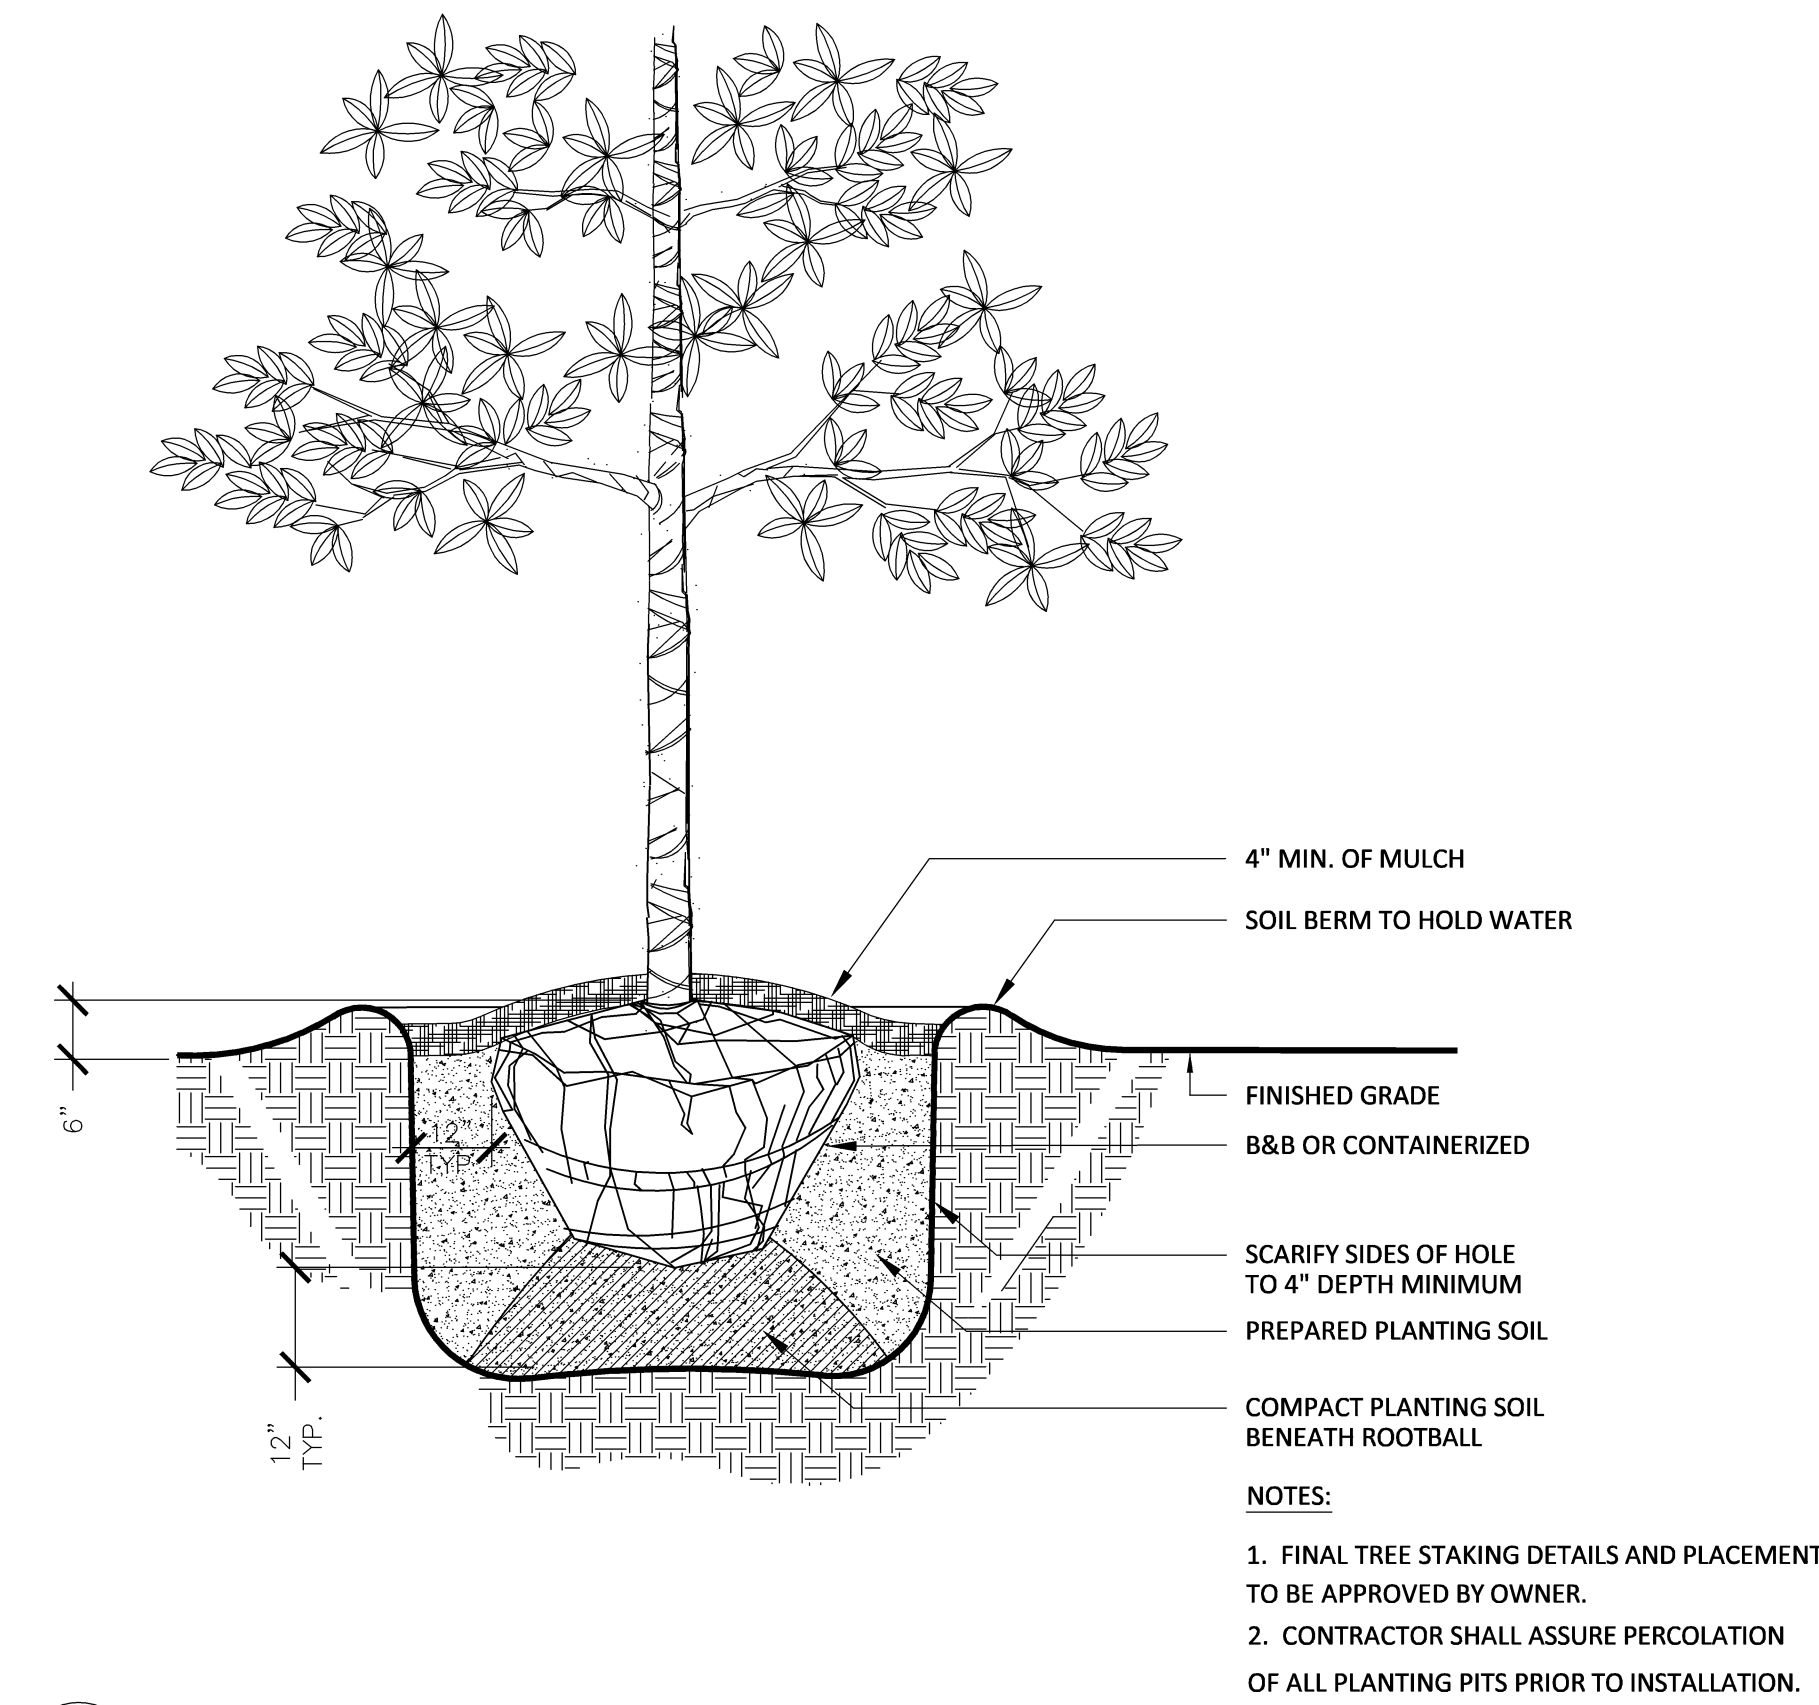 4" MIN. OF MULCH
SOIL BERM TO HOLD WATER
6"
FINISHED GRADE
12"
TYP.
B&B OR CONTAINERIZED
SCARIFY SIDES OF HOLE
TO 4" DEPTH MINIMUM
PREPARED PLANTING SOIL
12"
TYP.
COMPACT PLANTING SOIL
BENEATH ROOTBALL
NOTES:
1. FINAL TREE STAKING DETAILS AND PLACEMENT
TO BE APPROVED BY OWNER.
2. CONTRACTOR SHALL ASSURE PERCOLATION
OF ALL PLANTING PITS PRIOR TO INSTALLATION.